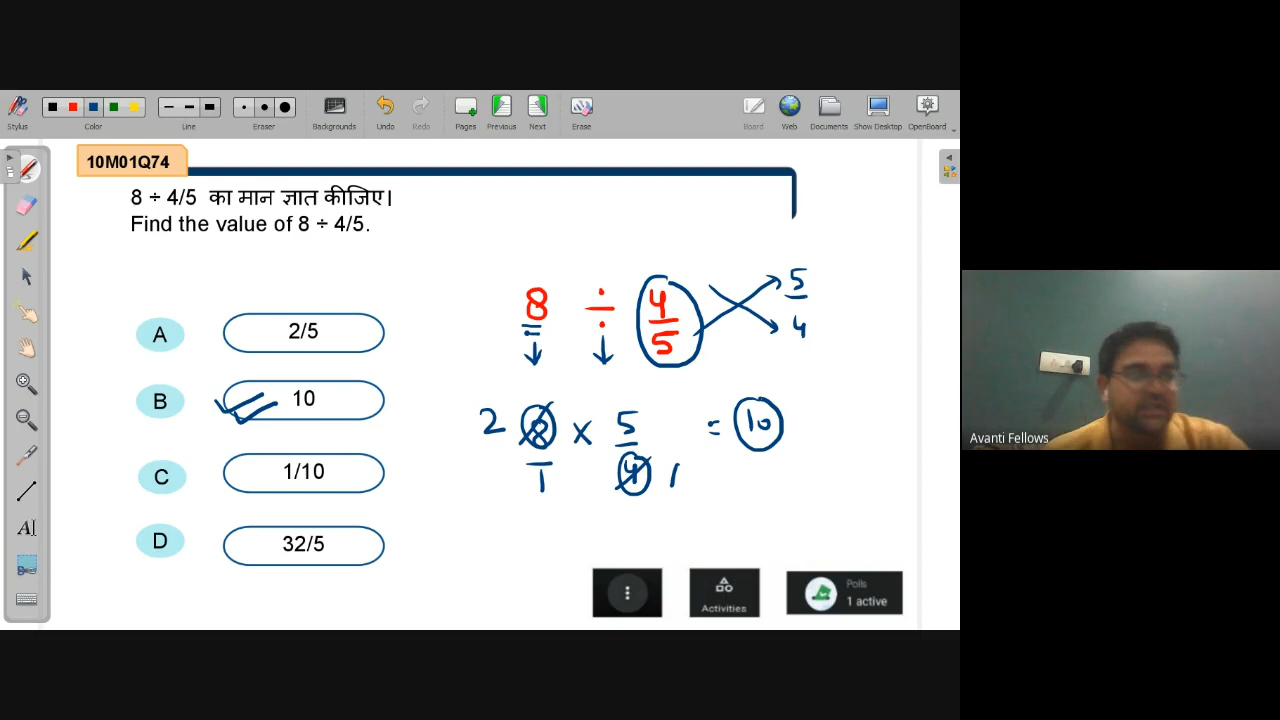 Stylus
Color
Line
Eraser
Backgrounds
Undo
Redo
Pages
Previous
Next
Erase
Board
Web
Documents
Show Desktop
OpenBoard
10M01Q74
8 ÷ 4/5 का मान ज्ञात कीजिए।
Find the value of 8 ÷ 4/5.
A 2/5
B 10
C 1/10
D 32/5
8 ÷ 4/5
5/4
2 8/1 × 5/4 1 = 10
Activities
Polls
1 active
Avanti Fellows